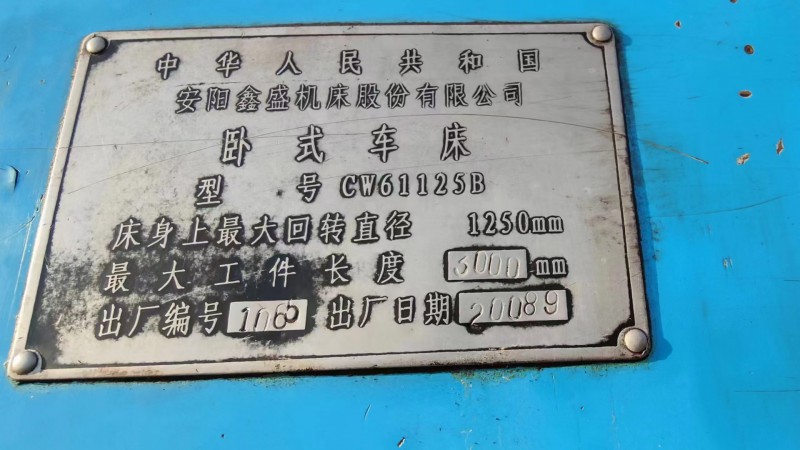 中华人民共和国
安阳鑫盛机床股份有限公司
卧式车床
型号 CW61125B
床身上最大回转直径 1250mm
最大工件长度 mm
出厂编号 1065 出厂日期 20089